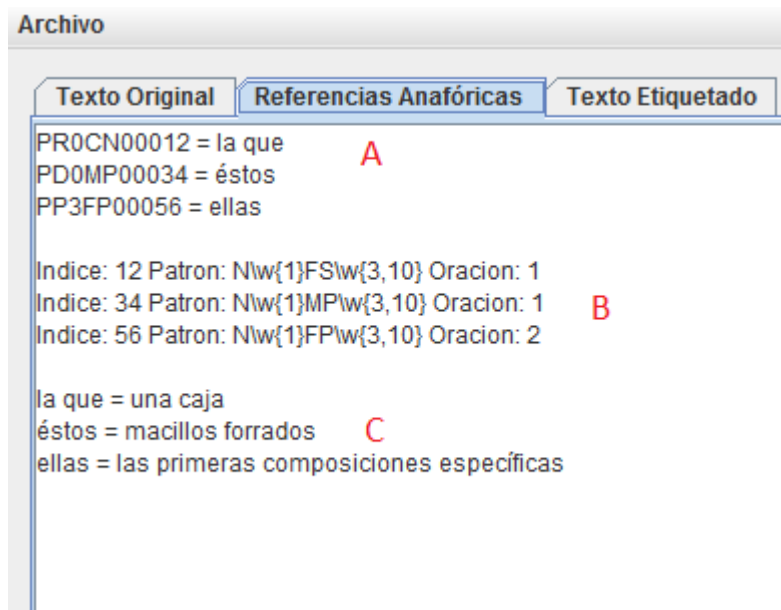 Archivo
Texto Original Referencias Anafóricas Texto Etiquetado
PR0CN00012 = la que
A
PD0MP00034 = éstos
PP3FP00056 = ellas
Indice: 12 Patron: N\w{1}FS\w{3,10} Oracion: 1
Indice: 34 Patron: N\w{1}MP\w{3,10} Oracion: 1
B
Indice: 56 Patron: N\w{1}FP\w{3,10} Oracion: 2
la que = una caja
éstos = macillos forrados
C
ellas = las primeras composiciones específicas